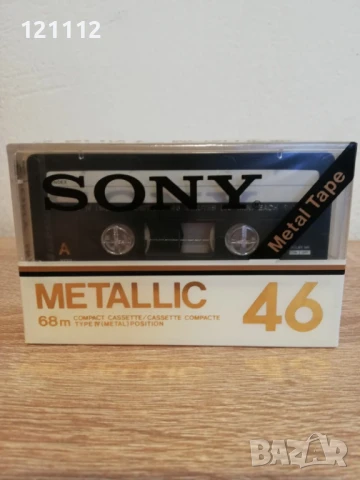 121112
SONY®
Metal Tape
A
METALLIC 46
68m COMPACT CASSETTE/CASSETTE COMPACTE
TYPE IV(METAL)POSITION
BAZAR